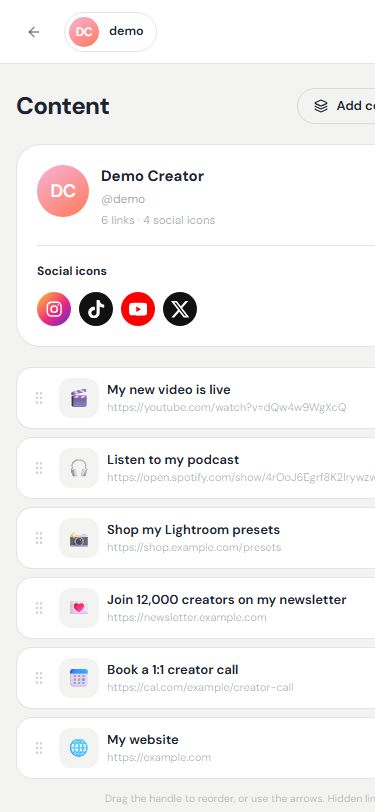 DC demo
Content
Add
DC
Demo Creator
@demo
6 links · 4 social icons
Social icons
My new video is live
https://youtube.com/watch?v=dQw4w9WgXcQ
Listen to my podcast
https://open.spotify.com/show/4rOoJ6Egrf8K2Irywzw
Shop my Lightroom presets
https://shop.example.com/presets
Join 12,000 creators on my newsletter
https://newsletter.example.com
Book a 1:1 creator call
https://cal.com/example/creator-call
My website
https://example.com
Drag the handle to reorder, or use the arrows. Hidden